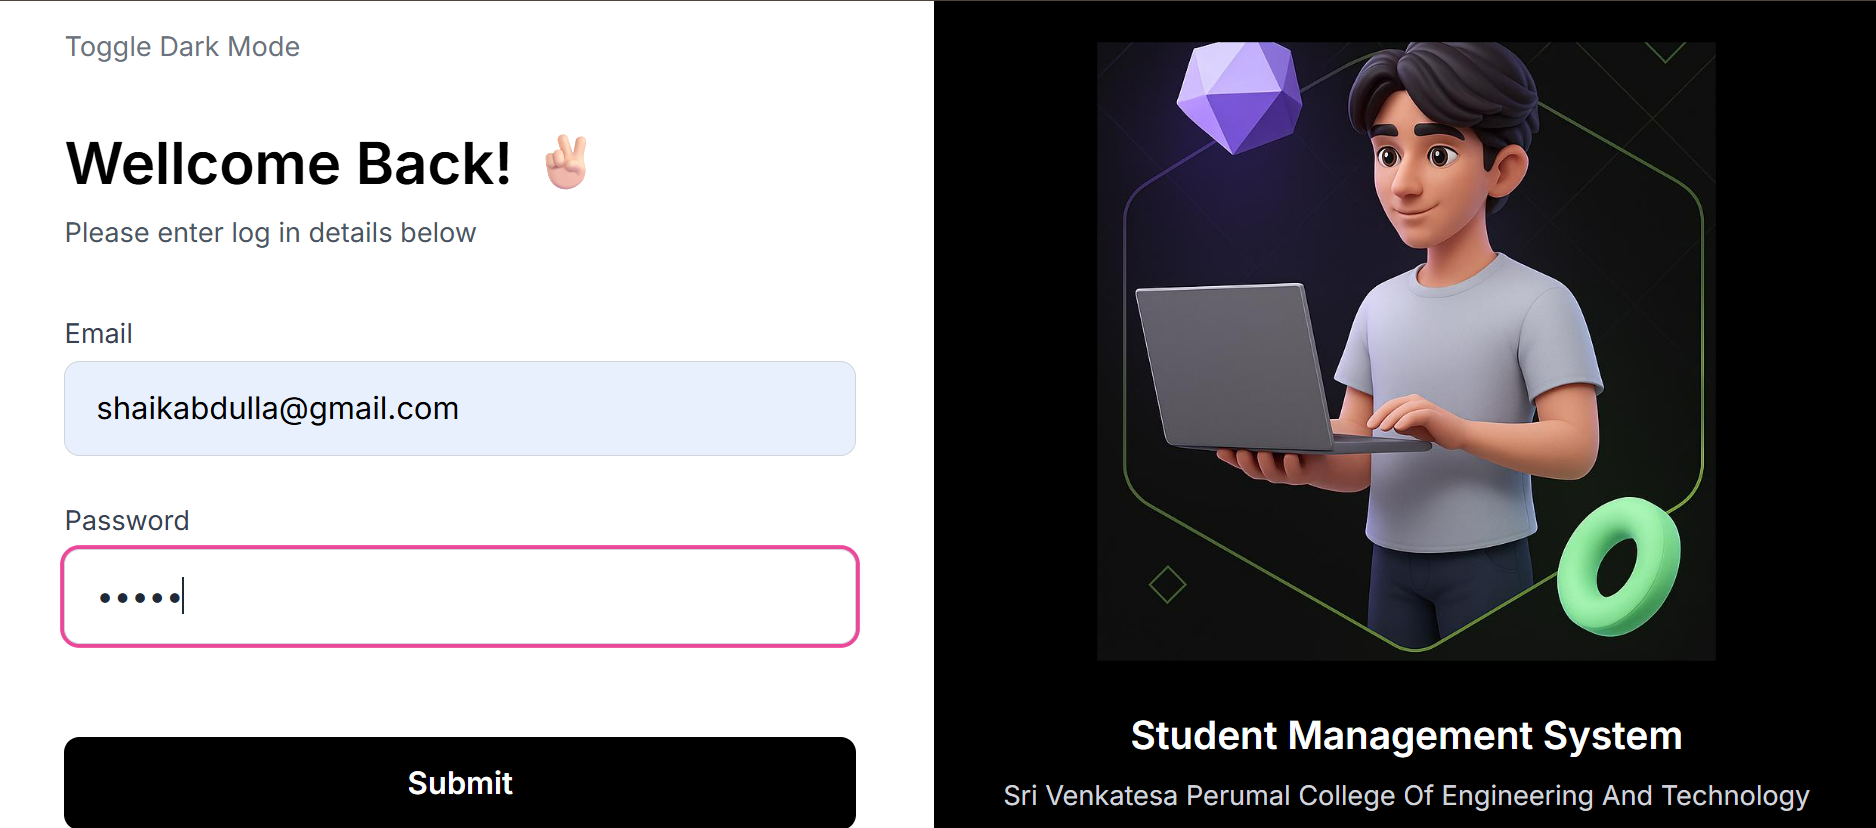 Toggle Dark Mode
Wellcome Back! ✌🏻
Please enter log in details below
Email
shaikabdulla@gmail.com
Password
•••••
Submit
Student Management System
Sri Venkatesa Perumal College Of Engineering And Technology